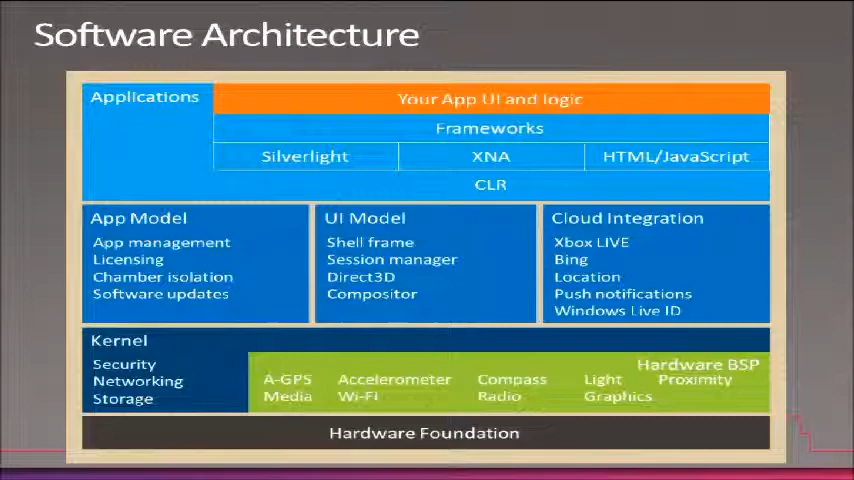 Software Architecture
Applications
Your App UI and logic
Frameworks
Silverlight
XNA
HTML/JavaScript
CLR
App Model
App management
Licensing
Chamber isolation
Software updates
UI Model
Shell frame
Session manager
Direct3D
Compositor
Cloud Integration
Xbox LIVE
Bing
Location
Push notifications
Windows Live ID
Kernel
Security
Networking
Storage
Hardware BSP
A-GPS Accelerometer Compass Light Proximity
Media Wi-Fi Radio Graphics
Hardware Foundation